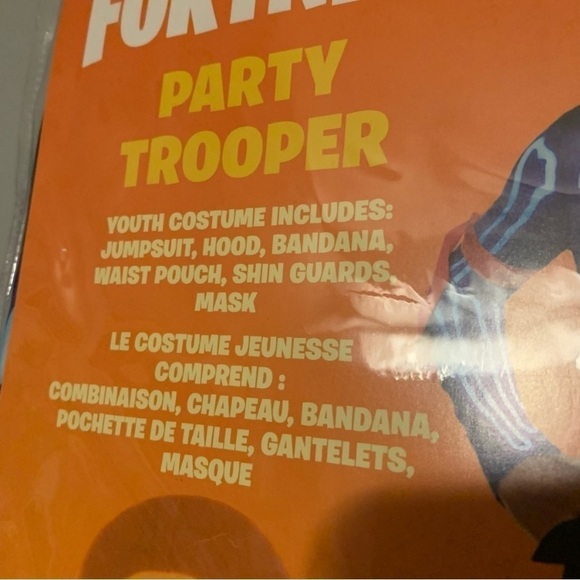 PARTY
TROOPER
YOUTH COSTUME INCLUDES:
JUMPSUIT, HOOD, BANDANA,
WAIST POUCH, SHIN GUARDS,
MASK
LE COSTUME JEUNESSE
COMPREND :
COMBINAISON, CHAPEAU, BANDANA,
POCHETTE DE TAILLE, GANTELETS,
MASQUE